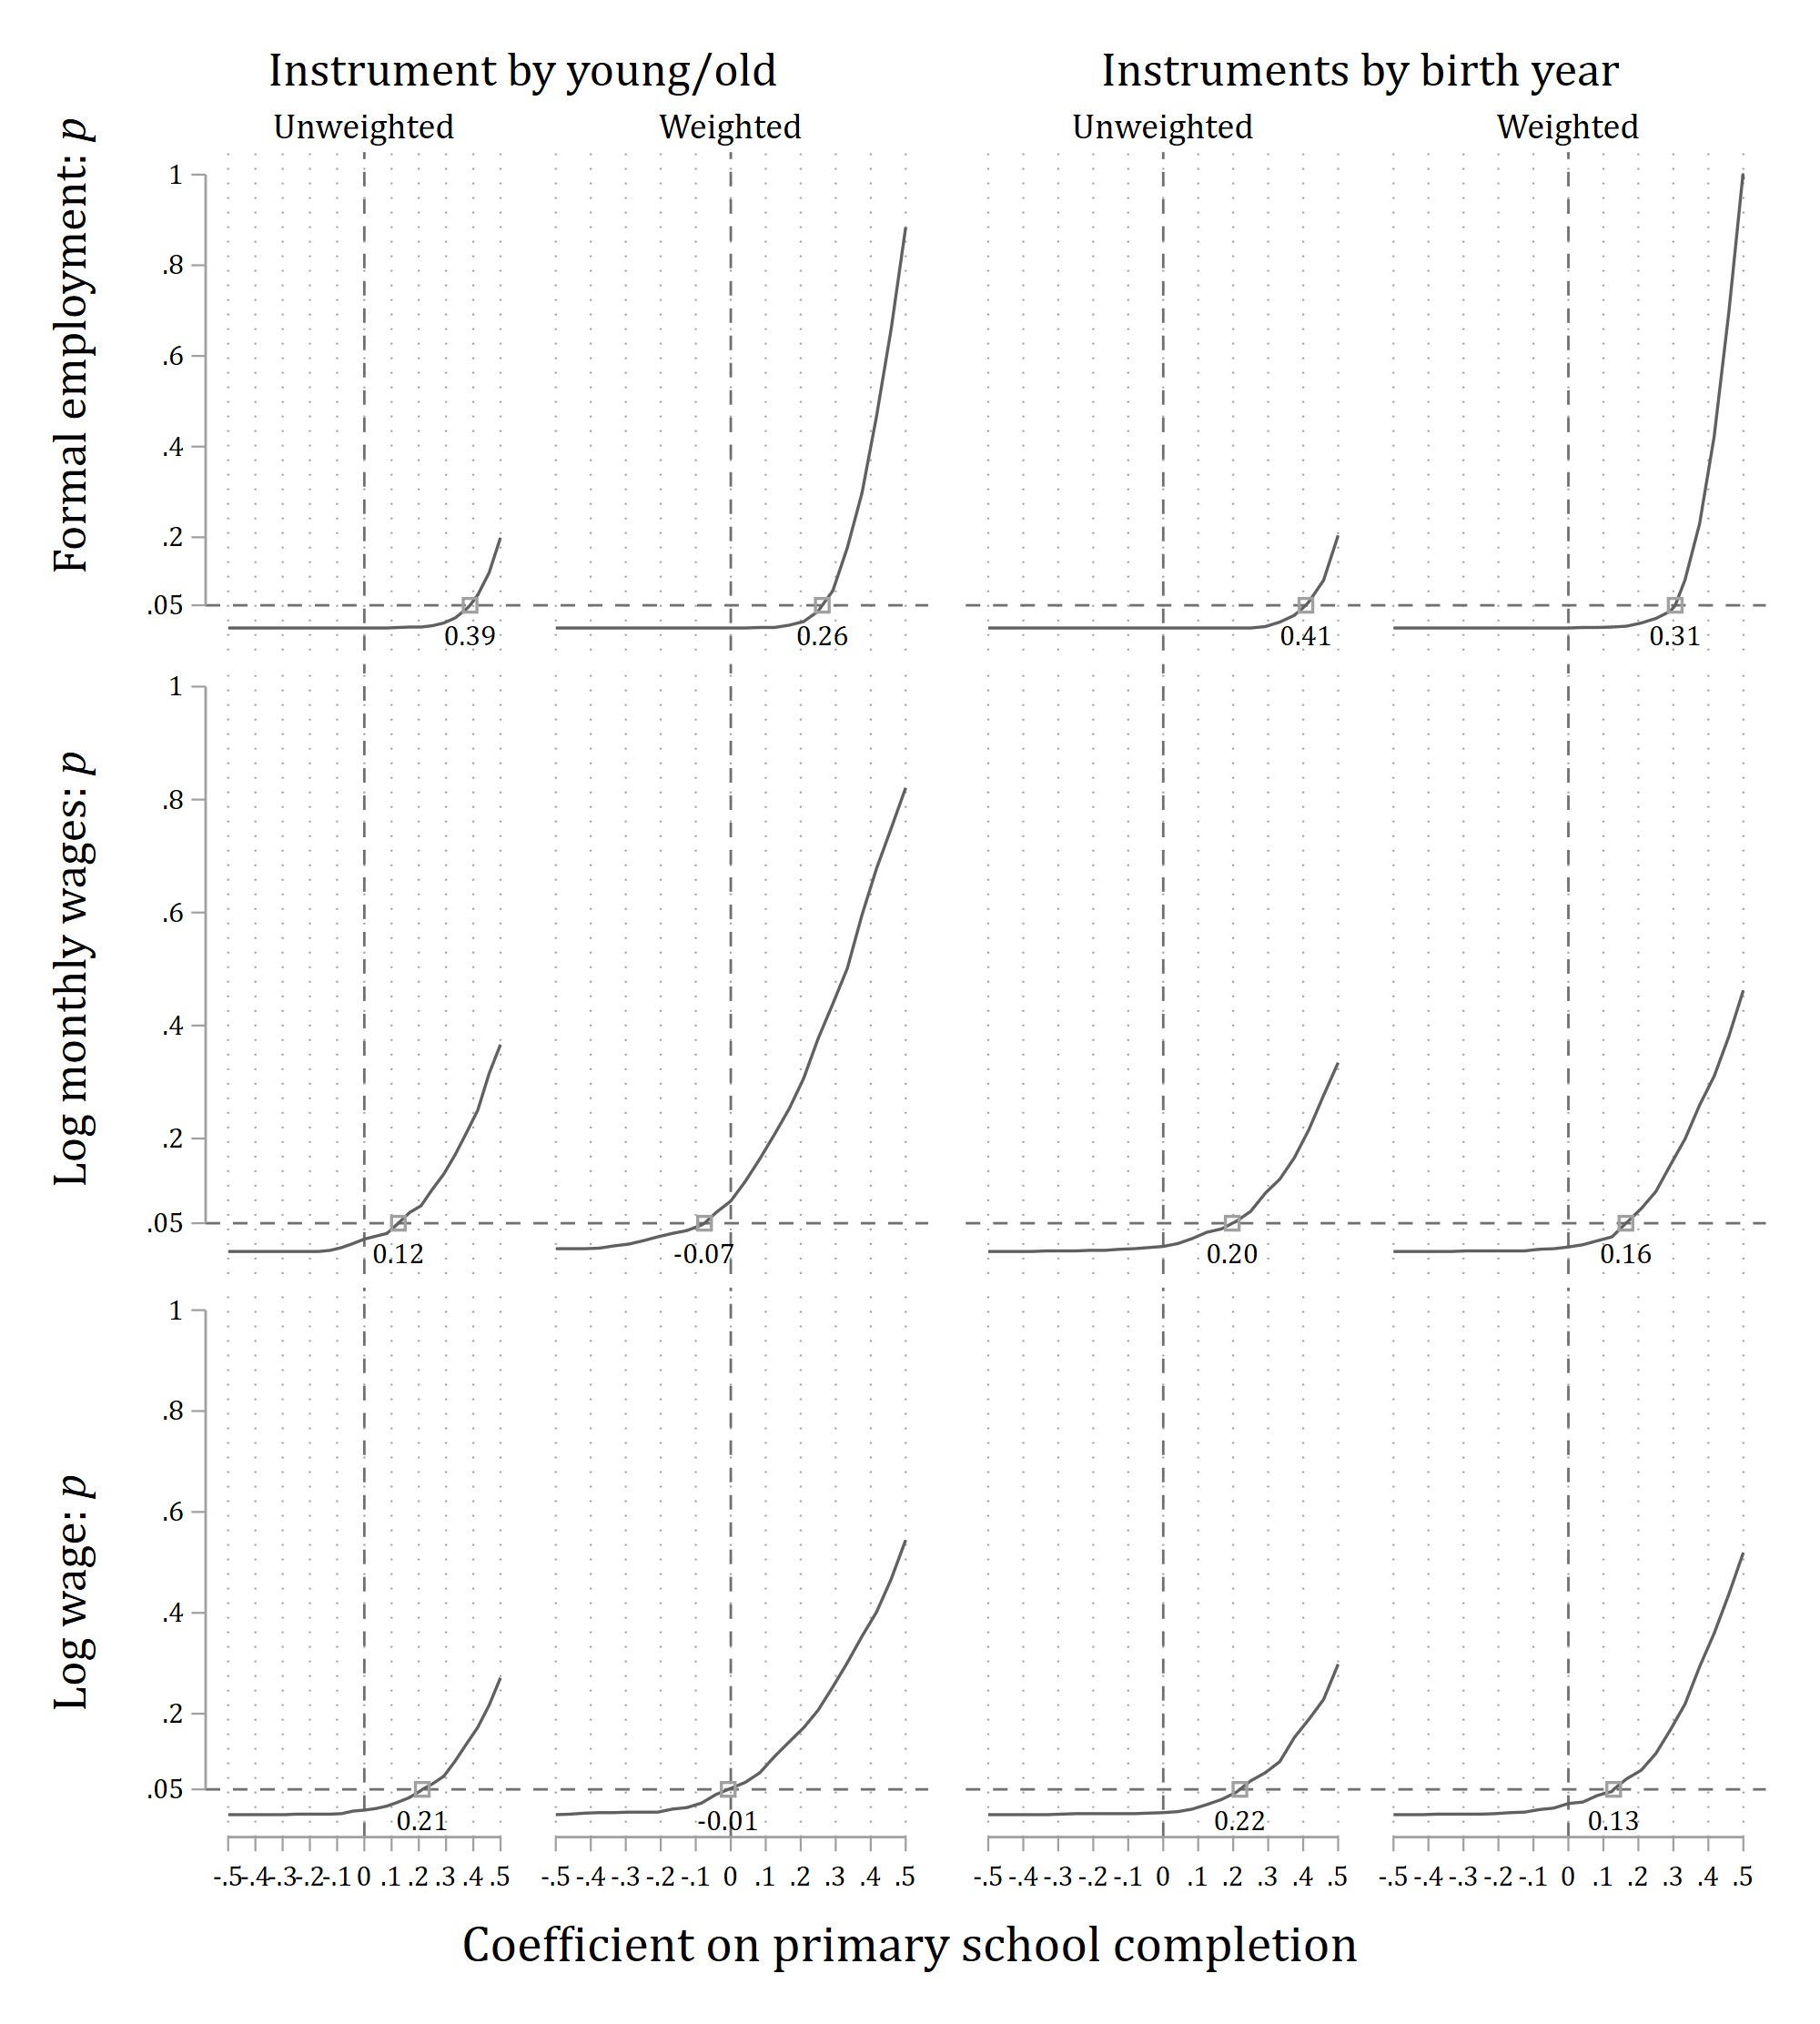 Instrument by young/old Instruments by birth year
Unweighted Weighted Unweighted Weighted
Formal employment: p
1
.8
.6
.4
.2
.05
0.39 0.26 0.41 0.31
Log monthly wages: p
1
.8
.6
.4
.2
.05
0.12 -0.07 0.20 0.16
Log wage: p
1
.8
.6
.4
.2
.05
0.21 -0.01 0.22 0.13
-.5 -.4 -.3 -.2 -.1 0 .1 .2 .3 .4 .5 -.5 -.4 -.3 -.2 -.1 0 .1 .2 .3 .4 .5 -.5 -.4 -.3 -.2 -.1 0 .1 .2 .3 .4 .5 -.5 -.4 -.3 -.2 -.1 0 .1 .2 .3 .4 .5
Coefficient on primary school completion